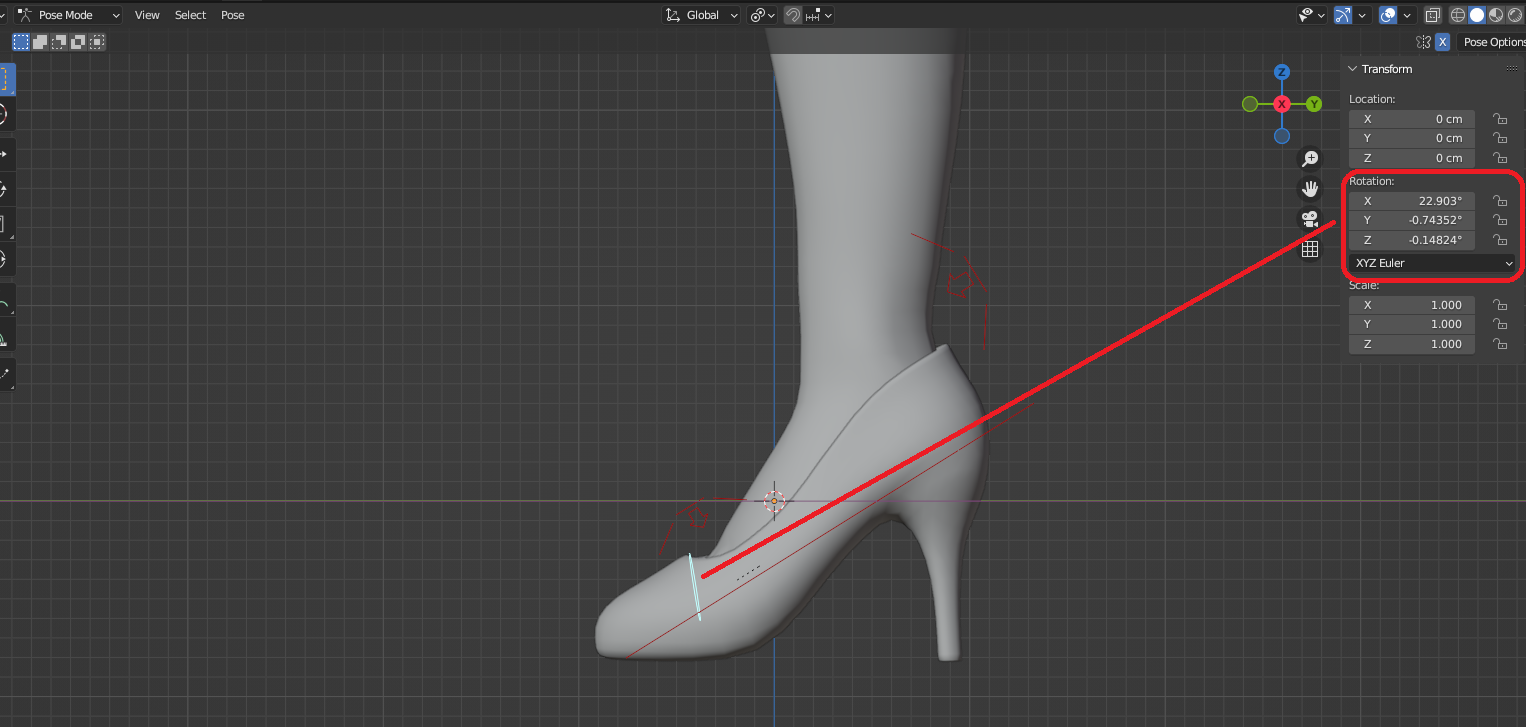 Pose Mode View Select Pose Global
X Pose Options
Transform
Z
X Y
Location:
X 0 cm
Y 0 cm
Z 0 cm
Rotation:
X 22.903°
Y -0.74352°
Z -0.14824°
XYZ Euler
Scale:
X 1.000
Y 1.000
Z 1.000